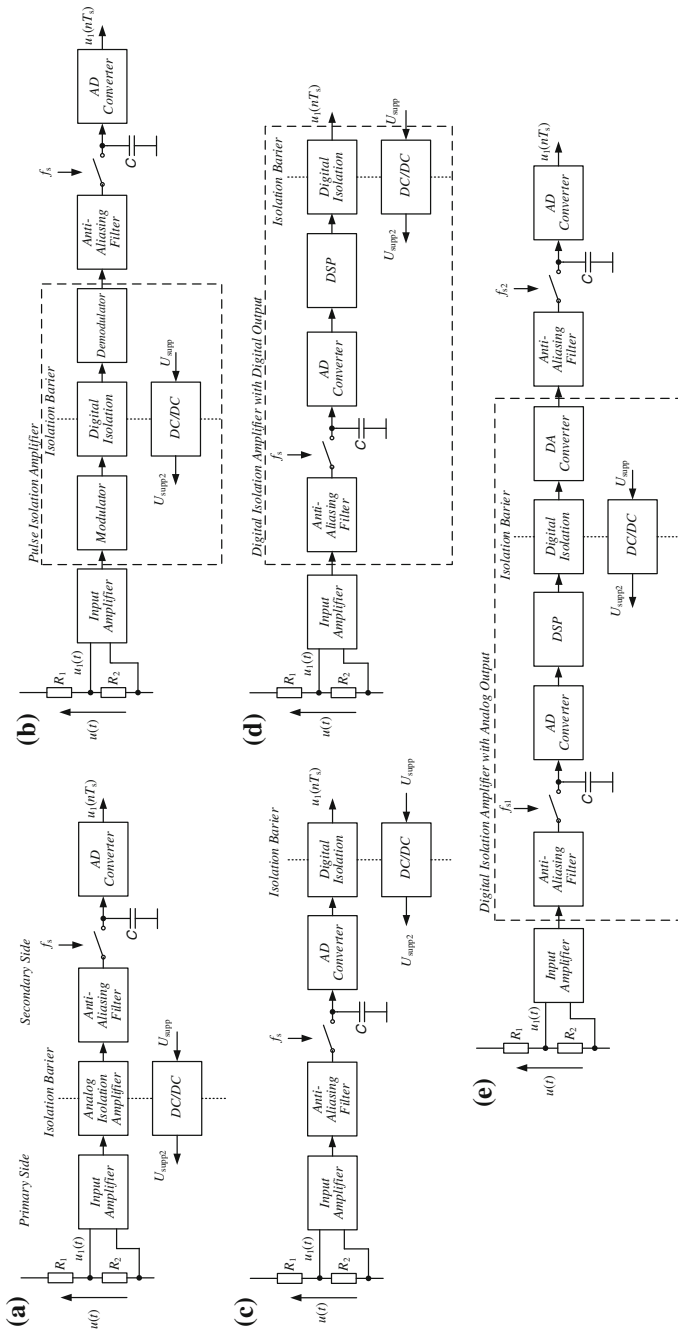 (a)
Primary Side
Isolation Barier
Secondary Side
R1
u1(t)
R2
u(t)
Input
Amplifier
Analog
Isolation
Amplifier
Anti-
Aliasing
Filter
fs
C
AD
Converter
u1(nTs)
Usupp2
DC/DC
Usupp
(b)
Pulse Isolation Amplifier
Isolation Barier
R1
u1(t)
R2
u(t)
Input
Amplifier
Modulator
Digital
Isolation
Demodulator
Anti-
Aliasing
Filter
fs
C
AD
Converter
u1(nTs)
Usupp2
DC/DC
Usupp
(c)
Isolation Barier
R1
u1(t)
R2
u(t)
Input
Amplifier
Anti-
Aliasing
Filter
fs
C
AD
Converter
Digital
Isolation
u1(nTs)
Usupp2
DC/DC
Usupp
(d)
Digital Isolation Amplifier with Digital Output
Isolation Barier
R1
u1(t)
R2
u(t)
Input
Amplifier
Anti-
Aliasing
Filter
fs
C
AD
Converter
DSP
Digital
Isolation
u1(nTs)
Usupp2
DC/DC
Usupp
(e)
Digital Isolation Amplifier with Analog Output
Isolation Barier
R1
u1(t)
R2
u(t)
Input
Amplifier
Anti-
Aliasing
Filter
fs1
C
AD
Converter
DSP
Digital
Isolation
DA
Converter
Anti-
Aliasing
Filter
fs2
C
AD
Converter
u1(nTs)
Usupp2
DC/DC
Usupp